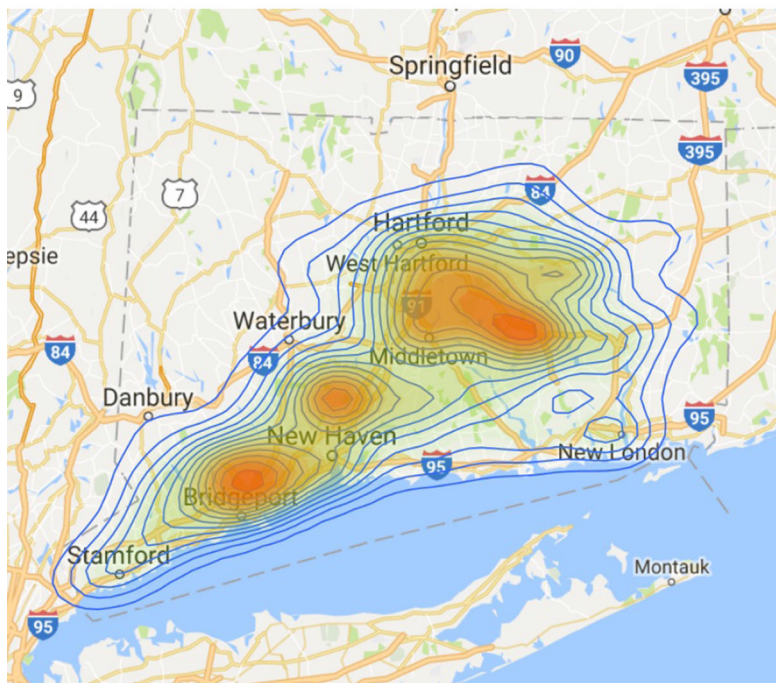 Springfield
90
395
9
395
7
84
44
Hartford
epsie
West Hartford
91
Waterbury
Middletown
84
84
Danbury
95
New Haven
New London
95
Bridgeport
Stamford
Montauk
95